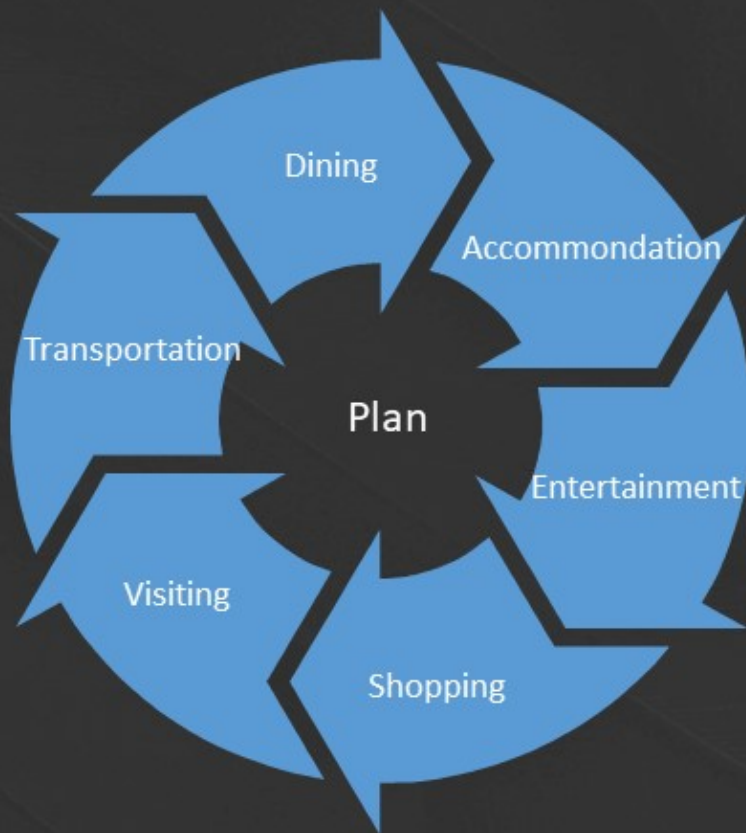 Dining
Accommondation
Entertainment
Shopping
Visiting
Transportation
Plan